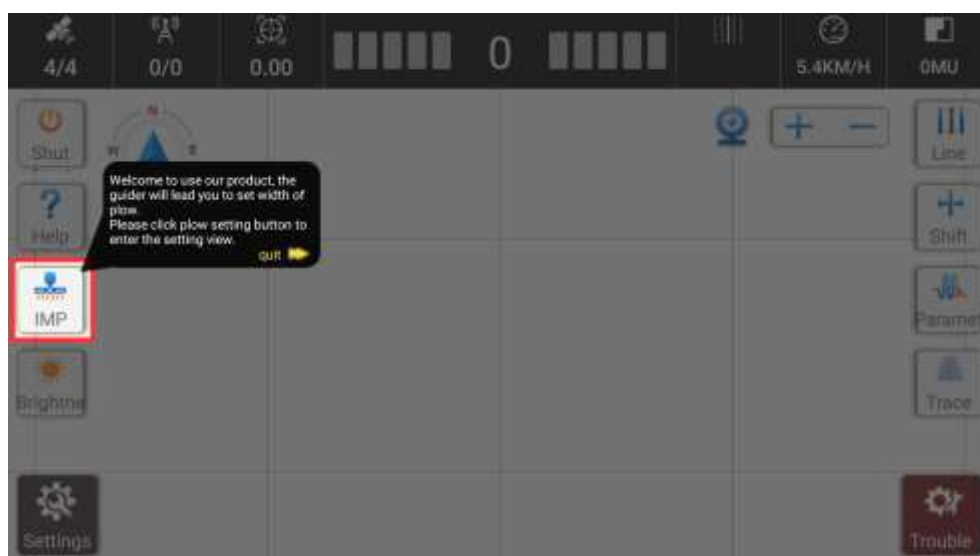 4/4
0/0
0.00
0
5.4KM/H
0MU
Shut
N
W
E
Line
Welcome to use our product, the
guider will lead you to set width of
plow.
Please click plow setting button to
enter the setting view.
quit
Help
Shift
IMP
Paramet
Brightne
Trace
Settings
Trouble